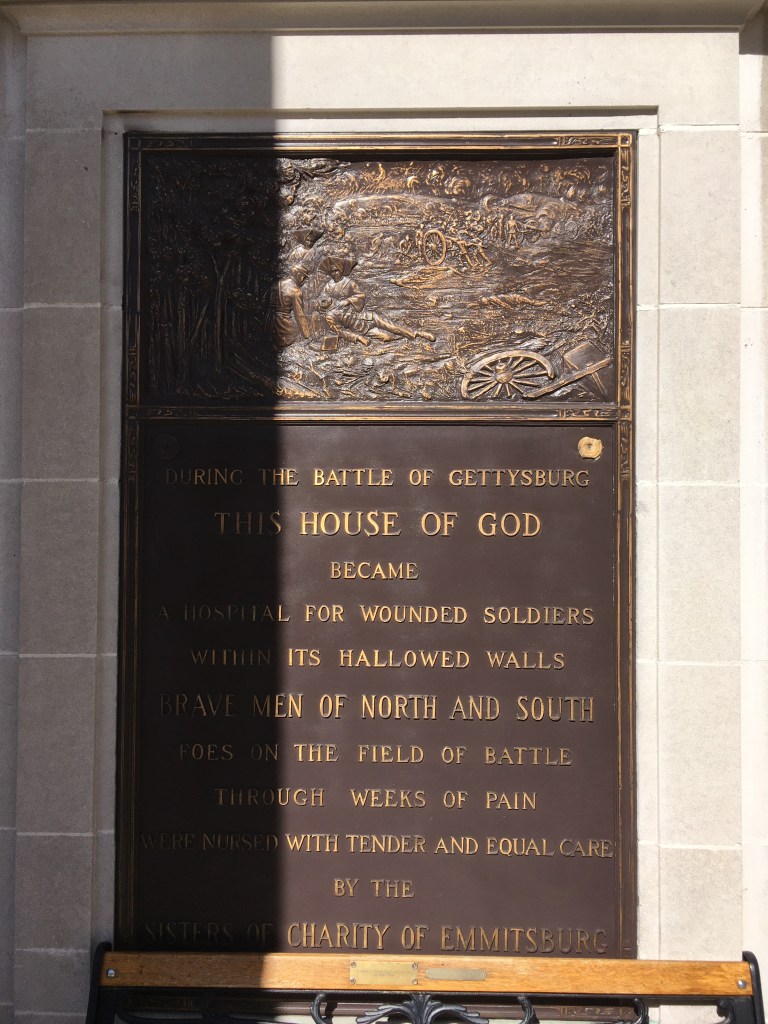 DURING THE BATTLE OF GETTYSBURG
THIS HOUSE OF GOD
BECAME
A HOSPITAL FOR WOUNDED SOLDIERS
WITHIN ITS HALLOWED WALLS
BRAVE MEN OF NORTH AND SOUTH
FOES ON THE FIELD OF BATTLE
THROUGH WEEKS OF PAIN
WERE NURSED WITH TENDER AND EQUAL CARE
BY THE
SISTERS OF CHARITY OF EMMITSBURG